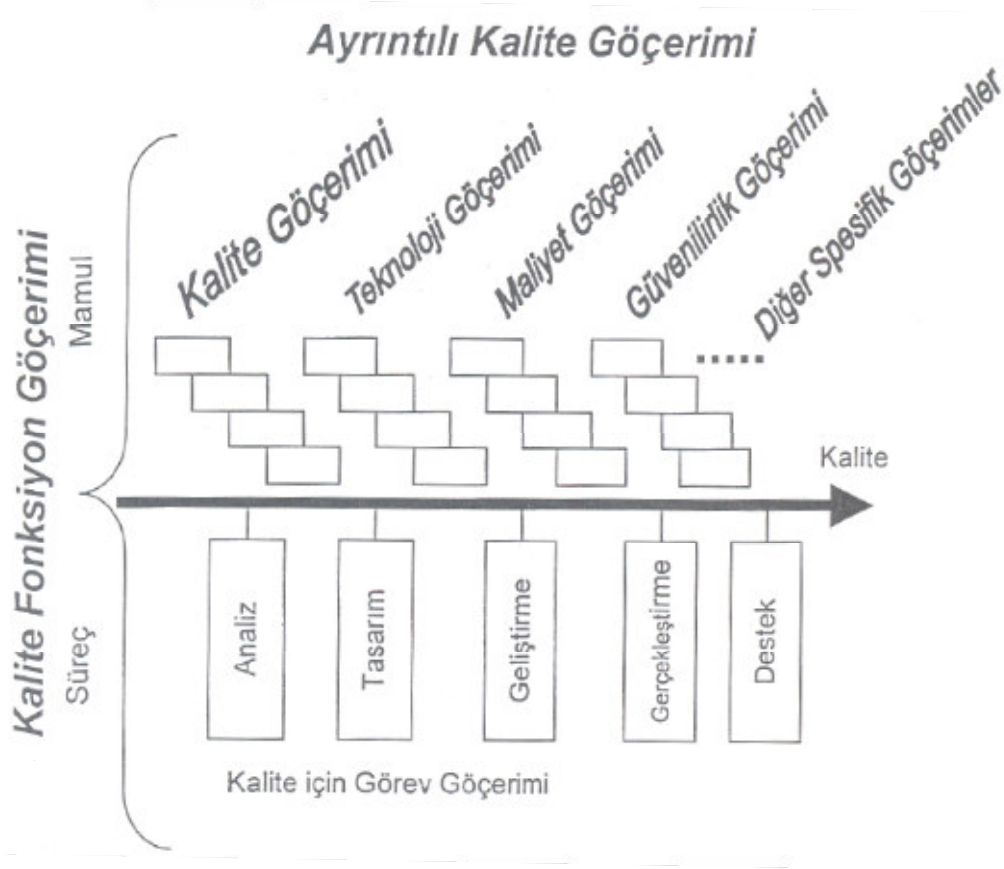 Ayrıntılı Kalite Göçerimi
Kalite Göçerimi
Teknoloji Göçerimi
Maliyet Göçerimi
Güvenilirlik Göçerimi
Diğer Spesifik Göçerimler
Kalite Fonksiyon Göçerimi
Mamul
Süreç
Kalite
Analiz
Tasarım
Geliştirme
Gerçekleştirme
Destek
Kalite için Görev Göçerimi